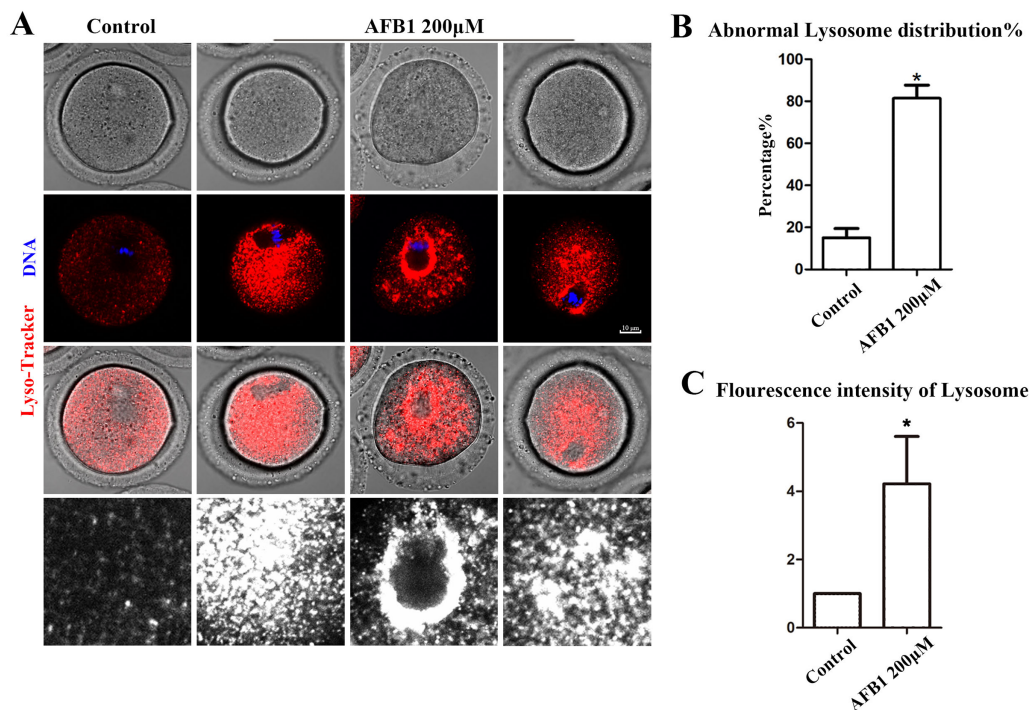 A
Control
AFB1 200μM
Lyso-Tracker DNA
10 μm
B
Abnormal Lysosome distribution%
100
80
60
40
20
0
Percentage%
*
Control
AFB1 200μM
C
Flourescence intensity of Lysosome
6
4
2
0
*
Control
AFB1 200μM